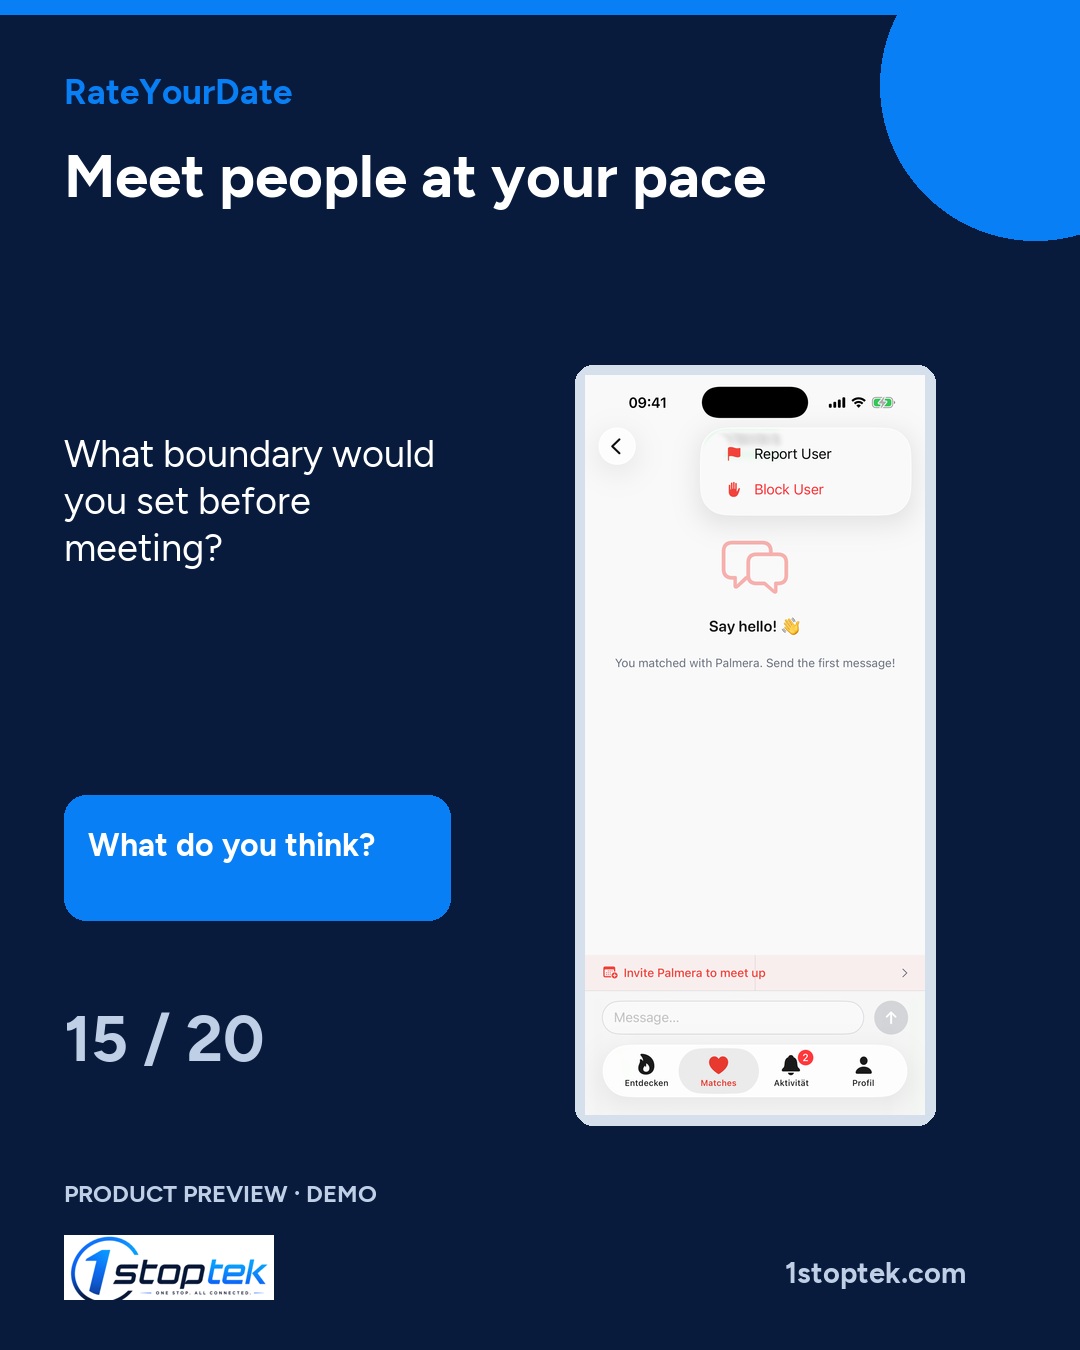 RateYourDate
Meet people at your pace
What boundary would
you set before
meeting?
What do you think?
15 / 20
09:41
Report User
Block User
Say hello! 👋
You matched with Palmera. Send the first message!
Invite Palmera to meet up
Message...
Entdecken
Matches
2
Aktivität
Profil
PRODUCT PREVIEW · DEMO
1stoptek
ONE STOP. ALL CONNECTED.
1stoptek.com